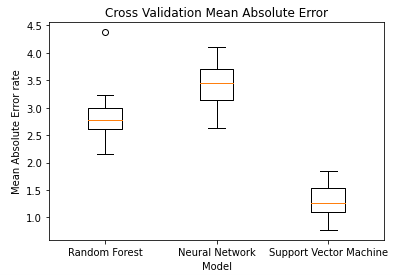 Cross Validation Mean Absolute Error
Mean Absolute Error rate
4.5
4.0
3.5
3.0
2.5
2.0
1.5
1.0
Random Forest Neural Network Support Vector Machine
Model